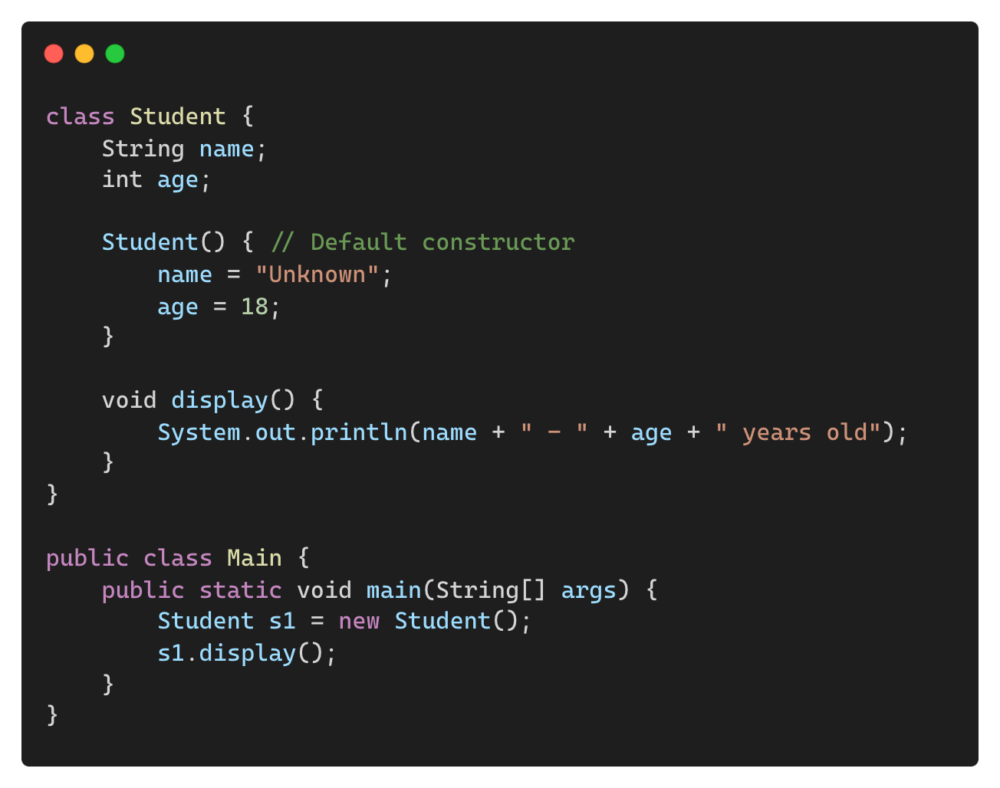 class Student {
    String name;
    int age;

    Student() { // Default constructor
        name = "Unknown";
        age = 18;
    }

    void display() {
        System.out.println(name + " - " + age + " years old");
    }
}

public class Main {
    public static void main(String[] args) {
        Student s1 = new Student();
        s1.display();
    }
}